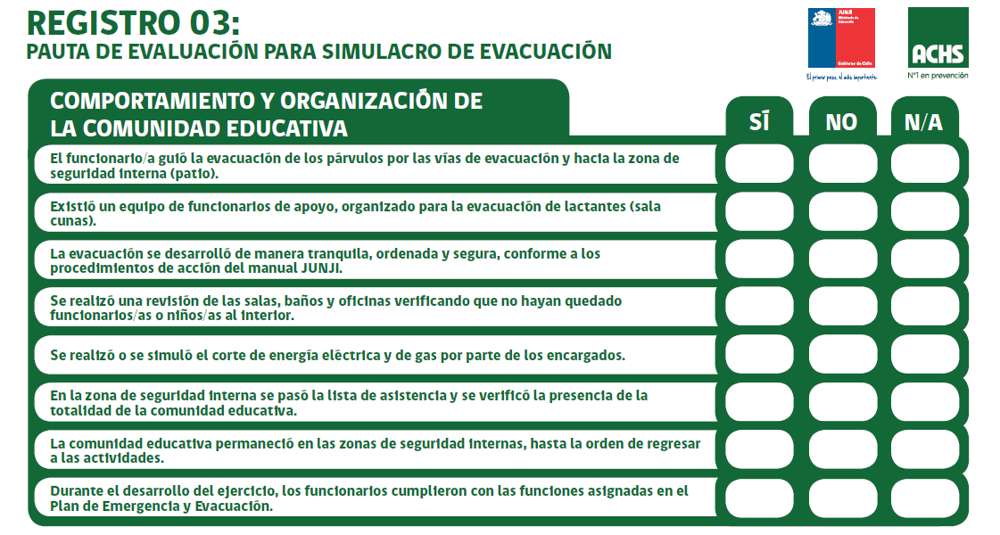 REGISTRO 03:
PAUTA DE EVALUACIÓN PARA SIMULACRO DE EVACUACIÓN
JUNJI
Ministerio de
Educación
Gobierno de Chile
El primer paso, el más importante
ACHS
N°1 en prevención
COMPORTAMIENTO Y ORGANIZACIÓN DE
LA COMUNIDAD EDUCATIVA
SÍ
NO
N/A
El funcionario/a guió la evacuación de los párvulos por las vías de evacuación y hacia la zona de
seguridad interna (patio).
Existió un equipo de funcionarios de apoyo, organizado para la evacuación de lactantes (sala
cunas).
La evacuación se desarrolló de manera tranquila, ordenada y segura, conforme a los
procedimientos de acción del manual JUNJI.
Se realizó una revisión de las salas, baños y oficinas verificando que no hayan quedado
funcionarios/as o niños/as al interior.
Se realizó o se simuló el corte de energía eléctrica y de gas por parte de los encargados.
En la zona de seguridad interna se pasó la lista de asistencia y se verificó la presencia de la
totalidad de la comunidad educativa.
La comunidad educativa permaneció en las zonas de seguridad internas, hasta la orden de regresar
a las actividades.
Durante el desarrollo del ejercicio, los funcionarios cumplieron con las funciones asignadas en el
Plan de Emergencia y Evacuación.